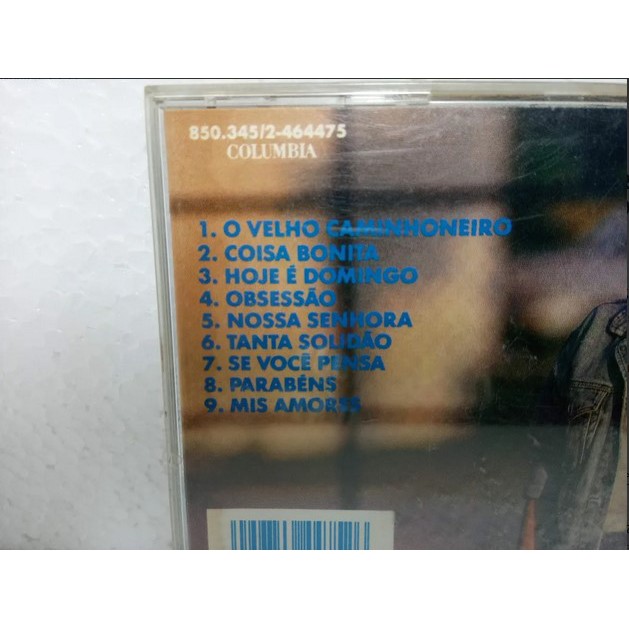 850.345/2-464475
COLUMBIA
1. O VELHO CAMINHONEIRO
2. COISA BONITA
3. HOJE É DOMINGO
4. OBSESSÃO
5. NOSSA SENHORA
6. TANTA SOLIDÃO
7. SE VOCÊ PENSA
8. PARABÉNS
9. MIS AMORES